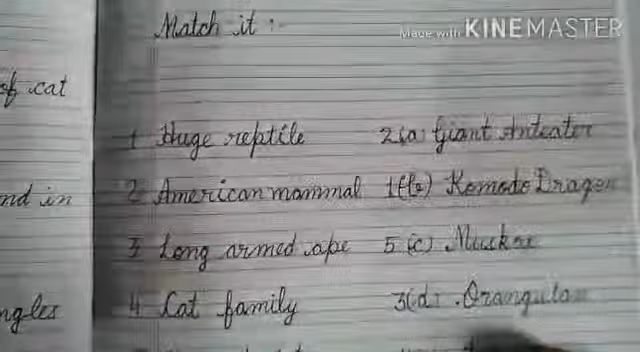 Match it :-
Made with KINEMASTER
of cat
1 Huge reptile 2(a) Giant Anteater
nd in
2 American mammal 1(b) Komodo Dragon
3 Long armed ape 5 (c)
ngles
4 Cat family 3(d) Orangutan